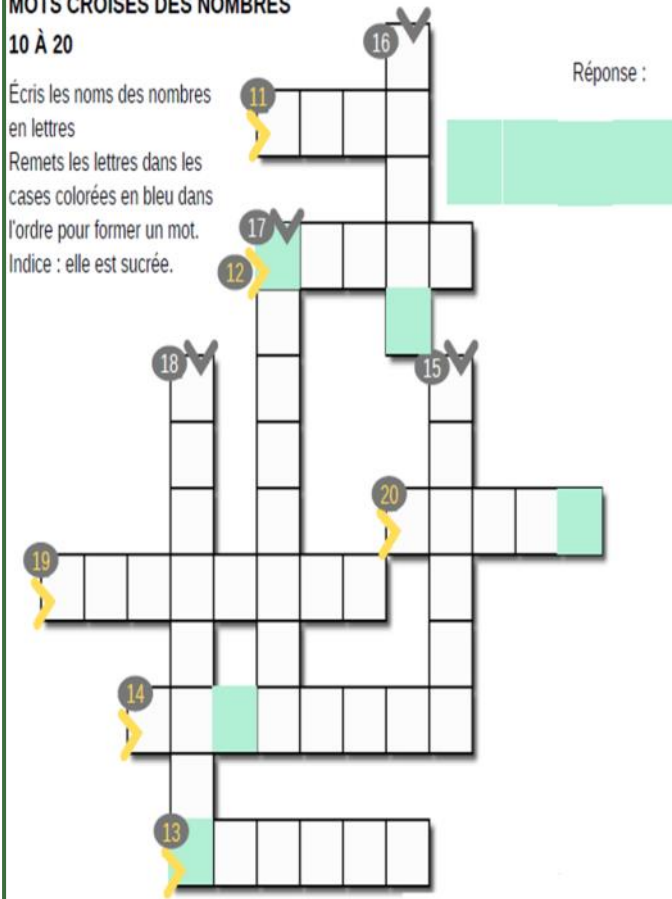 MOTS CROISÉS DES NOMBRES
10 À 20
Écris les noms des nombres
en lettres
Remets les lettres dans les
cases colorées en bleu dans
l'ordre pour former un mot.
Indice : elle est sucrée.
Réponse :
16
11
17
12
18
15
20
19
14
13